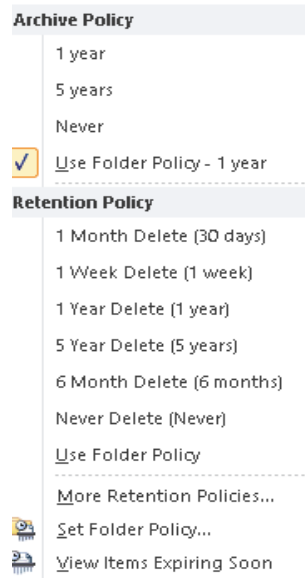 Archive Policy
1 year
5 years
Never
Use Folder Policy - 1 year
Retention Policy
1 Month Delete (30 days)
1 Week Delete (1 week)
1 Year Delete (1 year)
5 Year Delete (5 years)
6 Month Delete (6 months)
Never Delete (Never)
Use Folder Policy
More Retention Policies...
Set Folder Policy...
View Items Expiring Soon